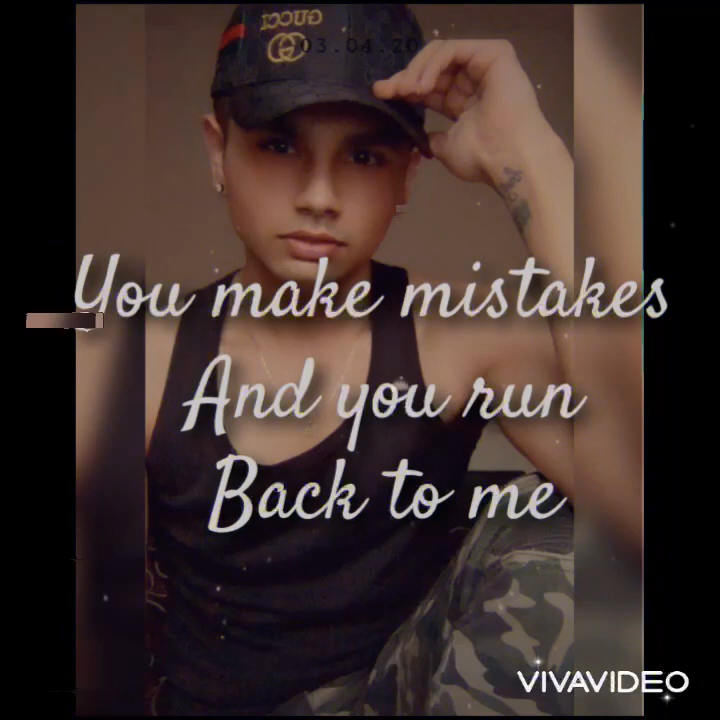 GUCCI
03.04.20
You make mistakes
And you run
Back to me
VIVAVIDEO